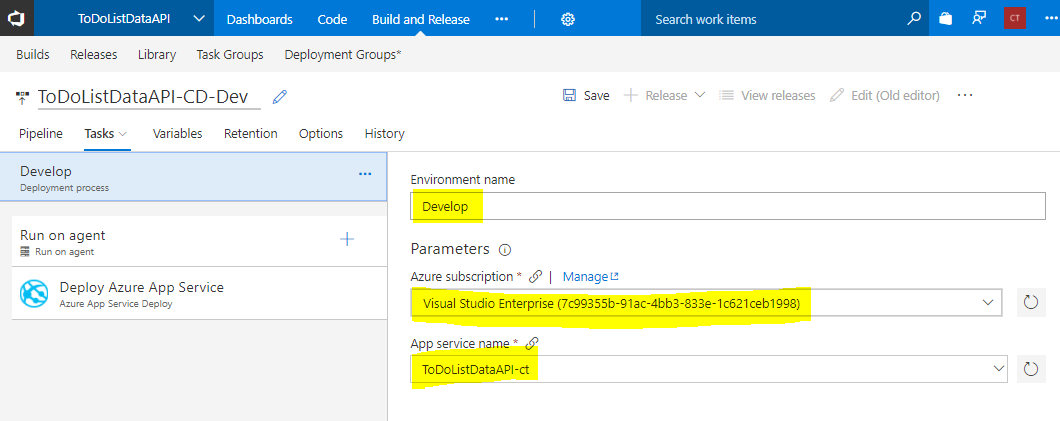 ToDoListDataAPI Dashboards Code Build and Release ... Search work items CT ...
Builds Releases Library Task Groups Deployment Groups*
ToDoListDataAPI-CD-Dev Save + Release View releases Edit (Old editor) ...
Pipeline Tasks Variables Retention Options History
Develop ...
Deployment process
Run on agent +
Run on agent
Deploy Azure App Service
Azure App Service Deploy
Environment name
Develop
Parameters
Azure subscription * | Manage
Visual Studio Enterprise (7c99355b-91ac-4bb3-833e-1c621ceb1998)
App service name *
ToDoListDataAPI-ct